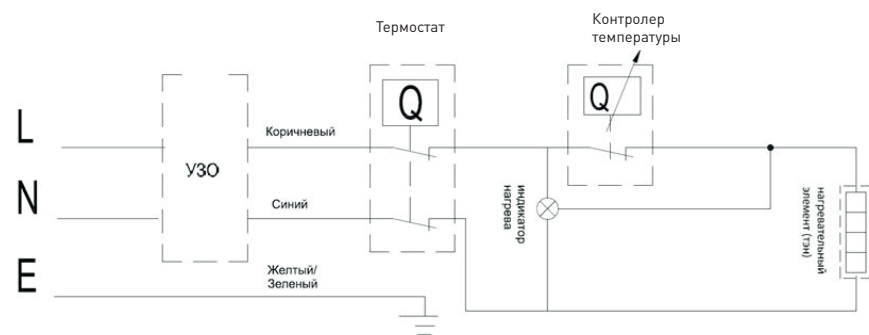 Термостат
Контролер
температуры
L
Q
Q
Коричневый
УЗО
N
Синий
индикатор
нагрева
нагревательный
элемент (тэн)
E
Желтый/
Зеленый